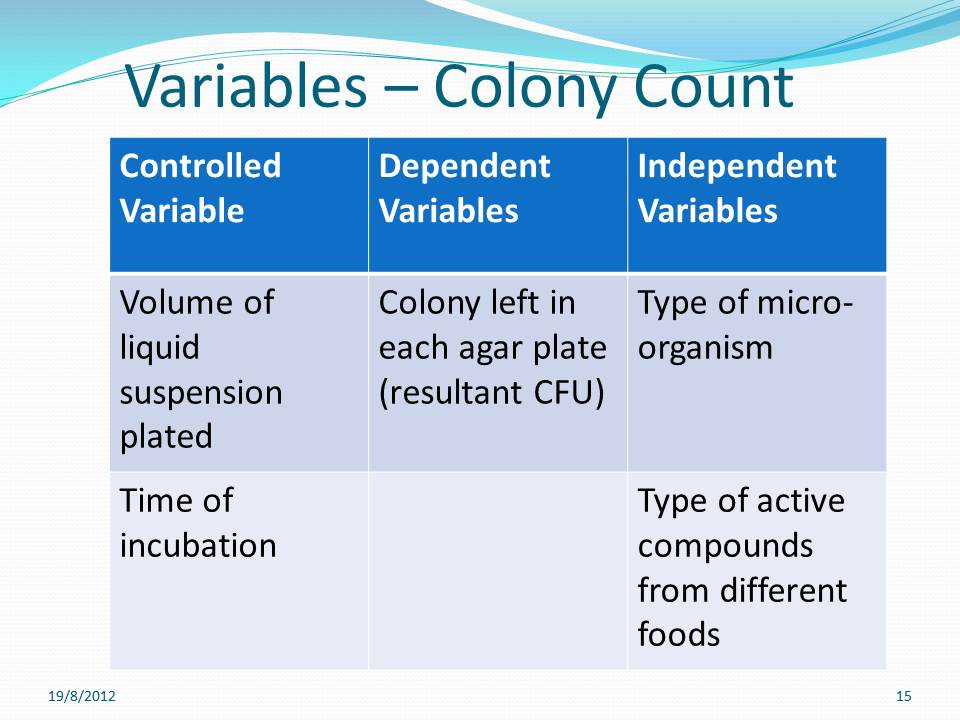 Variables – Colony Count
Controlled
Variable
Dependent
Variables
Independent
Variables
Volume of
liquid
suspension
plated
Colony left in
each agar plate
(resultant CFU)
Type of micro-
organism
Time of
incubation
Type of active
compounds
from different
foods
19/8/2012
15